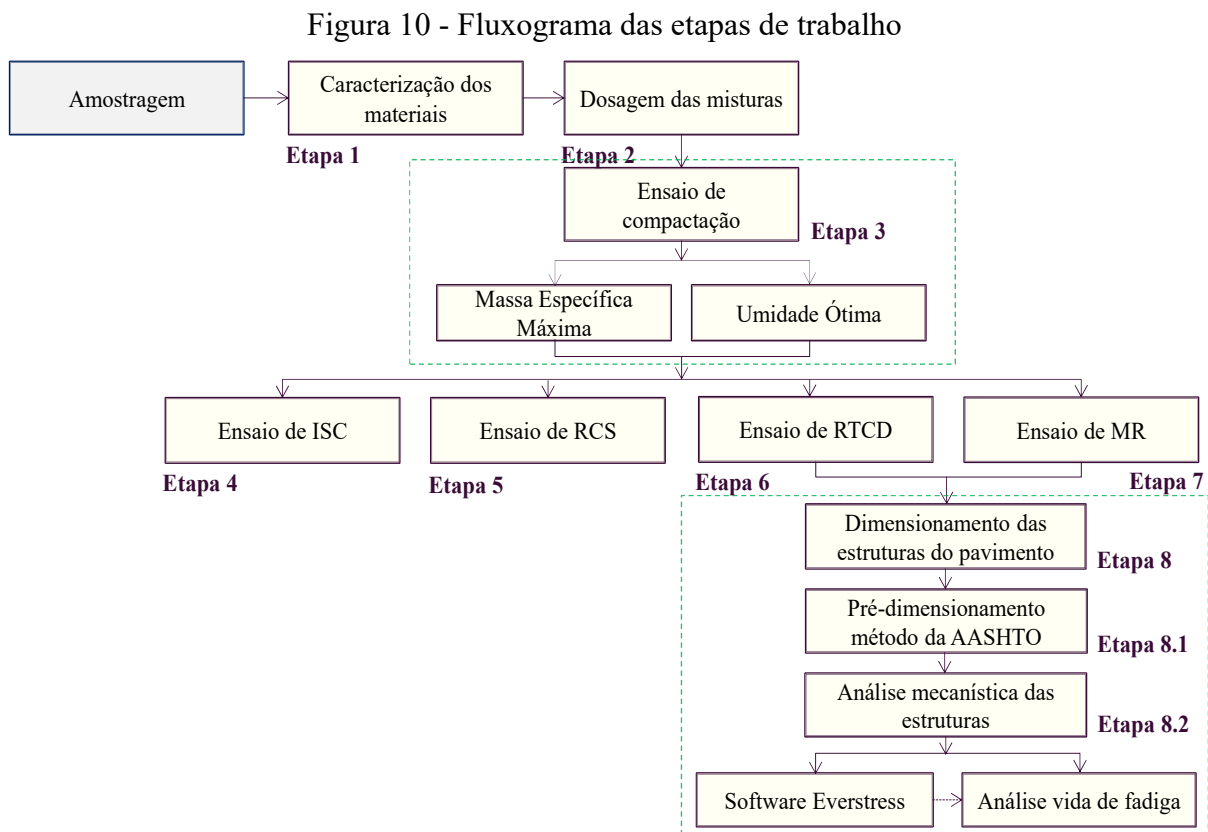 Figura 10 - Fluxograma das etapas de trabalho
Amostragem
Caracterização dos
materiais
Dosagem das misturas
Etapa 1
Etapa 2
Ensaio de
compactação
Etapa 3
Massa Específica
Máxima
Umidade Ótima
Ensaio de ISC
Ensaio de RCS
Ensaio de RTCD
Ensaio de MR
Etapa 4
Etapa 5
Etapa 6
Etapa 7
Dimensionamento das
estruturas do pavimento
Etapa 8
Pré-dimensionamento
método da AASHTO
Etapa 8.1
Análise mecanística das
estruturas
Etapa 8.2
Software Everstress
Análise vida de fadiga